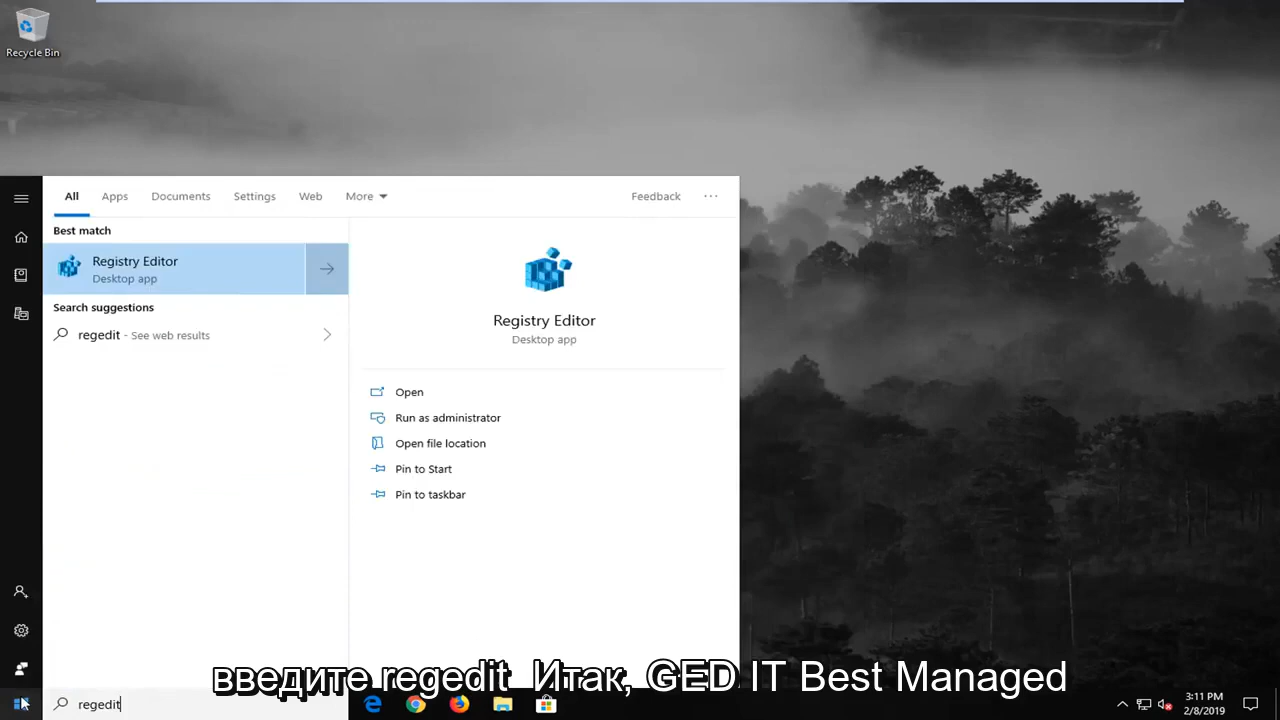 Recycle Bin
All Apps Documents Settings Web More Feedback ...
Best match
Registry Editor
Desktop app
Search suggestions
regedit - See web results
Registry Editor
Desktop app
Open
Run as administrator
Open file location
Pin to Start
Pin to taskbar
введите regedit Итак, GED IT Best Managed
regedit
3:11 PM
2/8/2019